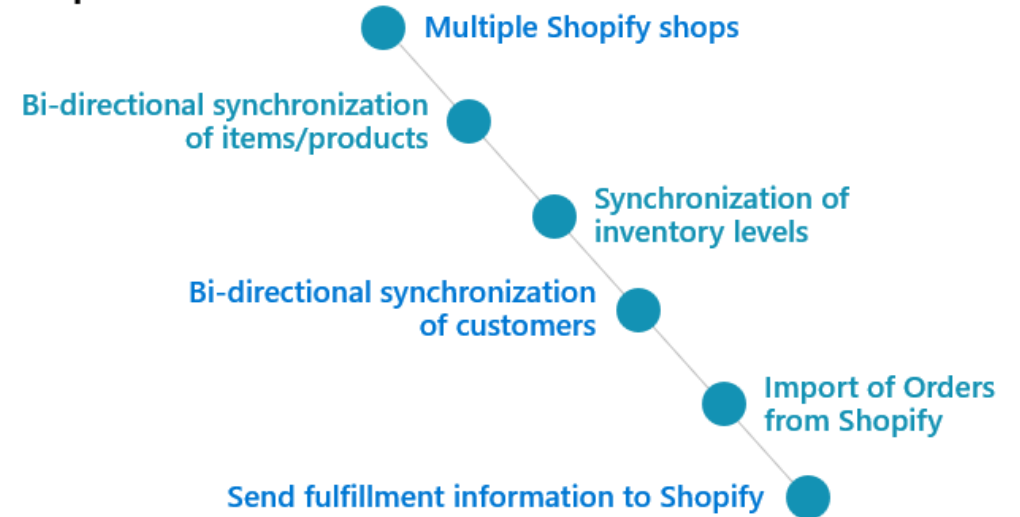 Multiple Shopify shops
Bi-directional synchronization
of items/products
Synchronization of
inventory levels
Bi-directional synchronization
of customers
Import of Orders
from Shopify
Send fulfillment information to Shopify